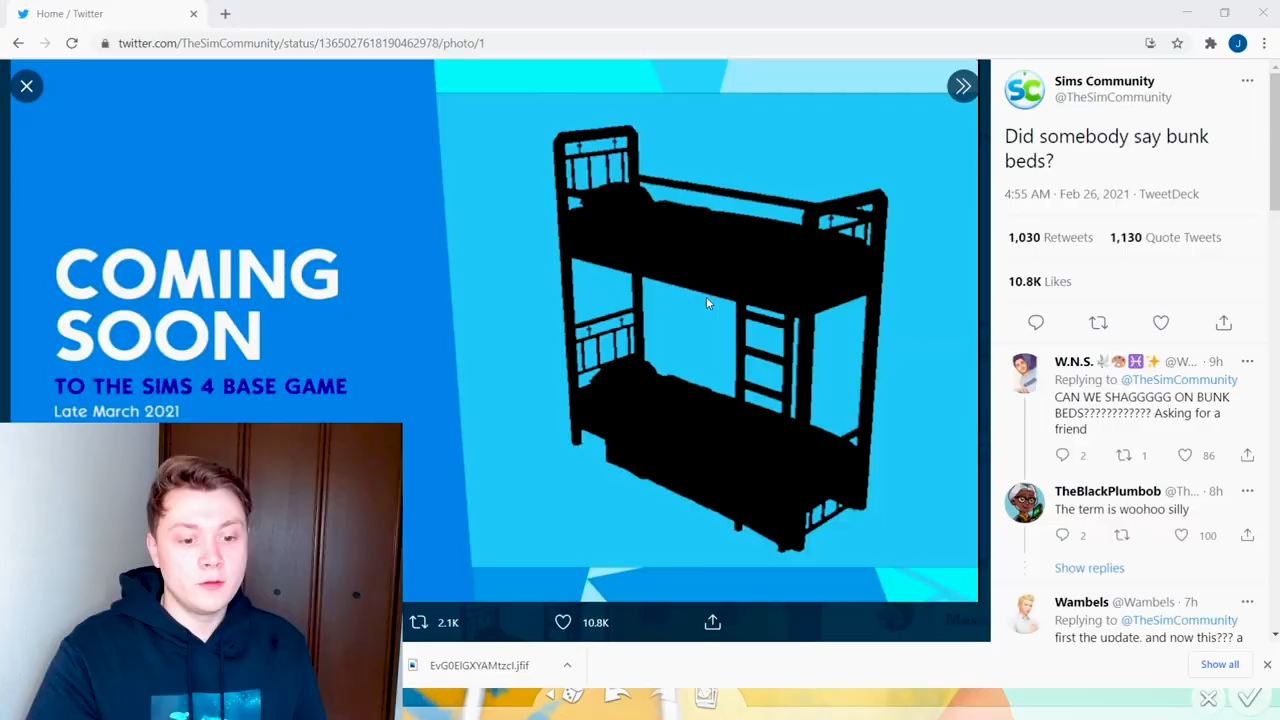 Home / Twitter
twitter.com/TheSimCommunity/status/1365027618190462978/photo/1
J
COMING
SOON
TO THE SIMS 4 BASE GAME
Late March 2021
2.1K
10.8K
SC
Sims Community
@TheSimCommunity
Did somebody say bunk
beds?
4:55 AM · Feb 26, 2021 · TweetDeck
1,030 Retweets 1,130 Quote Tweets
10.8K Likes
W.N.S. @W... · 9h
Replying to @TheSimCommunity
CAN WE SHAGGGGG ON BUNK
BEDS???????????? Asking for a
friend
2 1 86
TheBlackPlumbob @Th... · 8h
The term is woohoo silly
2 100
Show replies
Wambels @Wambels · 7h
Replying to @TheSimCommunity
first the update, and now this??? a
EvG0ElGXYAMtzcl.jfif
Show all